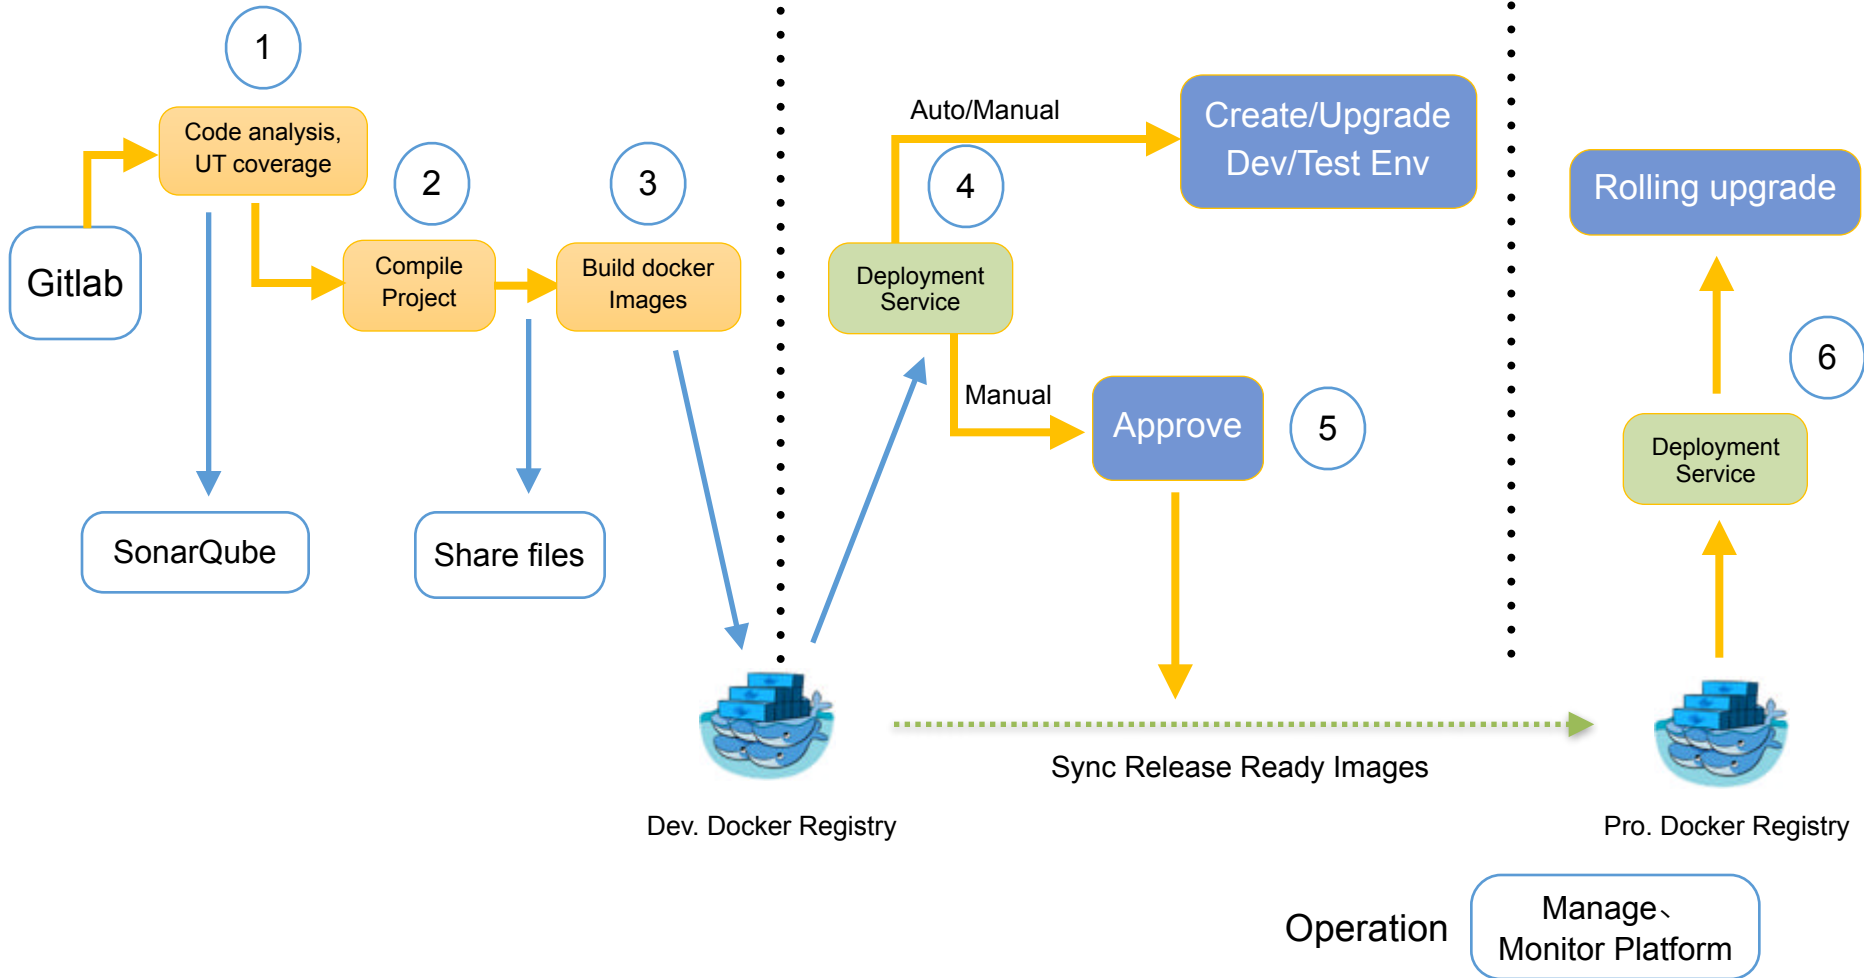 1
Code analysis,
UT coverage
Gitlab
2
Compile
Project
3
Build docker
Images
SonarQube
Share files
Dev. Docker Registry
Auto/Manual
4
Create/Upgrade
Dev/Test Env
Deployment
Service
Manual
Approve
5
Sync Release Ready Images
Rolling upgrade
6
Deployment
Service
Pro. Docker Registry
Operation
Manage、
Monitor Platform